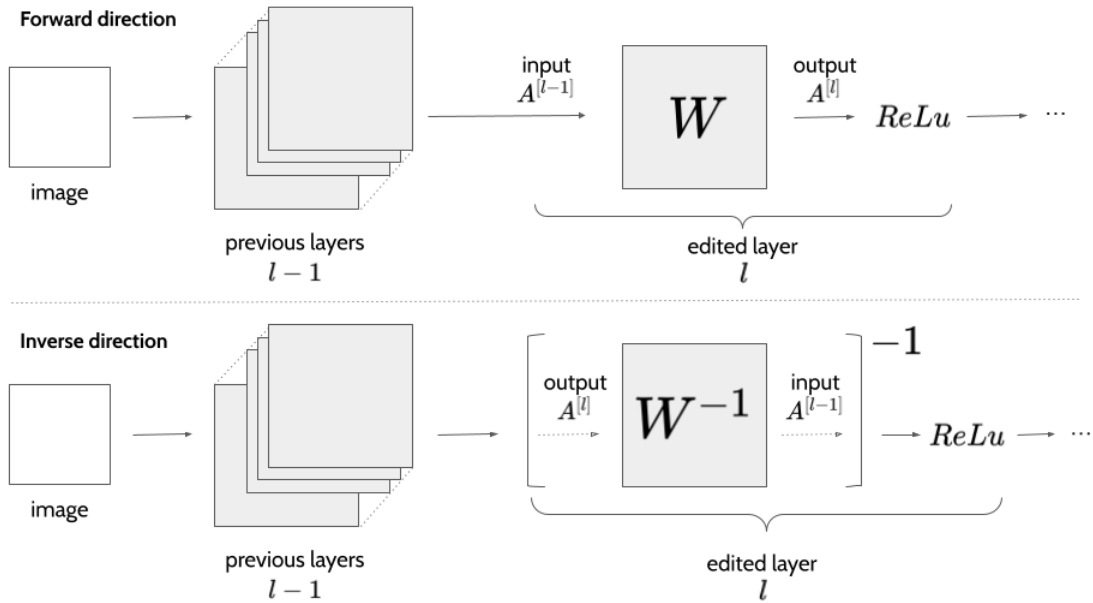 Forward direction
image
previous layers
l − 1
input
A^{[l−1]}
W
output
A^{[l]}
ReLu
...
edited layer
l
Inverse direction
image
previous layers
l − 1
output
A^{[l]}
W^{−1}
input
A^{[l−1]}
−1
ReLu
...
edited layer
l